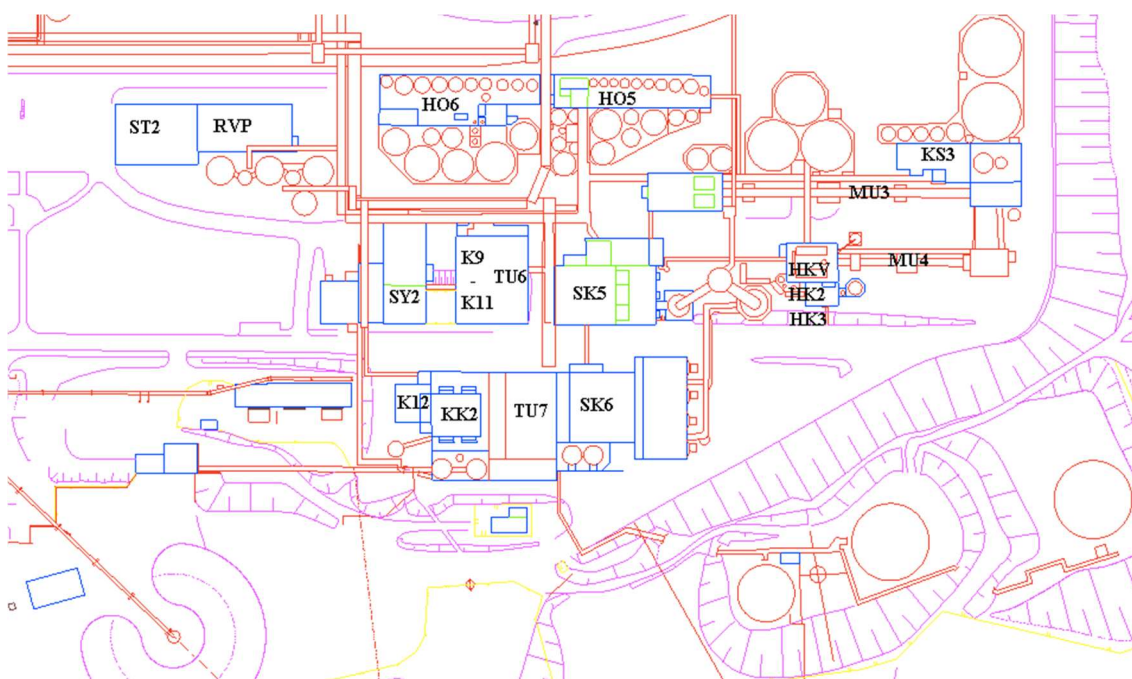 HO6
HO5
ST2
RVP
KS3
MU3
K9
-
K11
TU6
MU4
HKV
SY2
SK5
HK2
HK3
K12
KK2
TU7
SK6